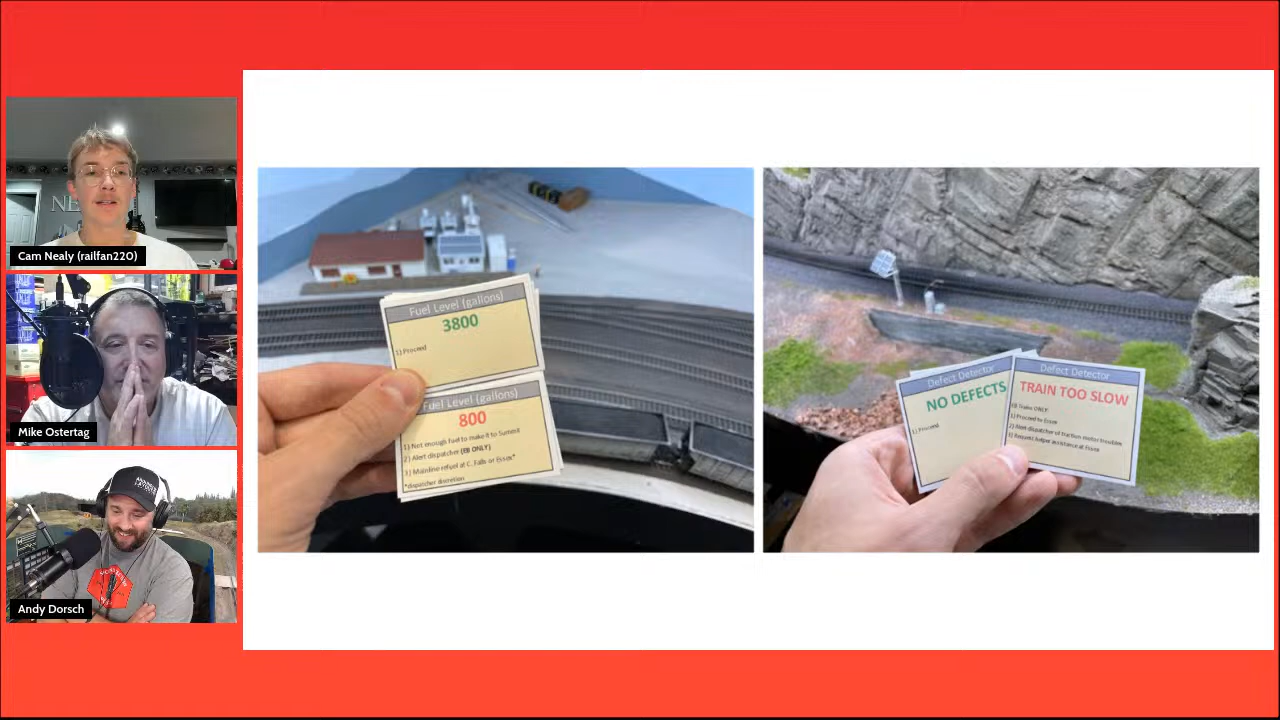 NE
Cam Nealy (railfan220)
Mike Ostertag
Andy Dorsch
Fuel Level (gallons)
3800
1) Proceed
Fuel Level (gallons)
800
1) Not enough fuel to make it to Summit
2) Alert dispatcher (EB ONLY)
3) Mainline refuel at C. Falls or Essex*
*dispatcher discretion
Defect Detector
NO DEFECTS
1) Proceed
Defect Detector
TRAIN TOO SLOW
EB Trains ONLY
1) Proceed to Essex
2) Alert dispatcher of traction motor troubles
3) Request helper assistance at Essex